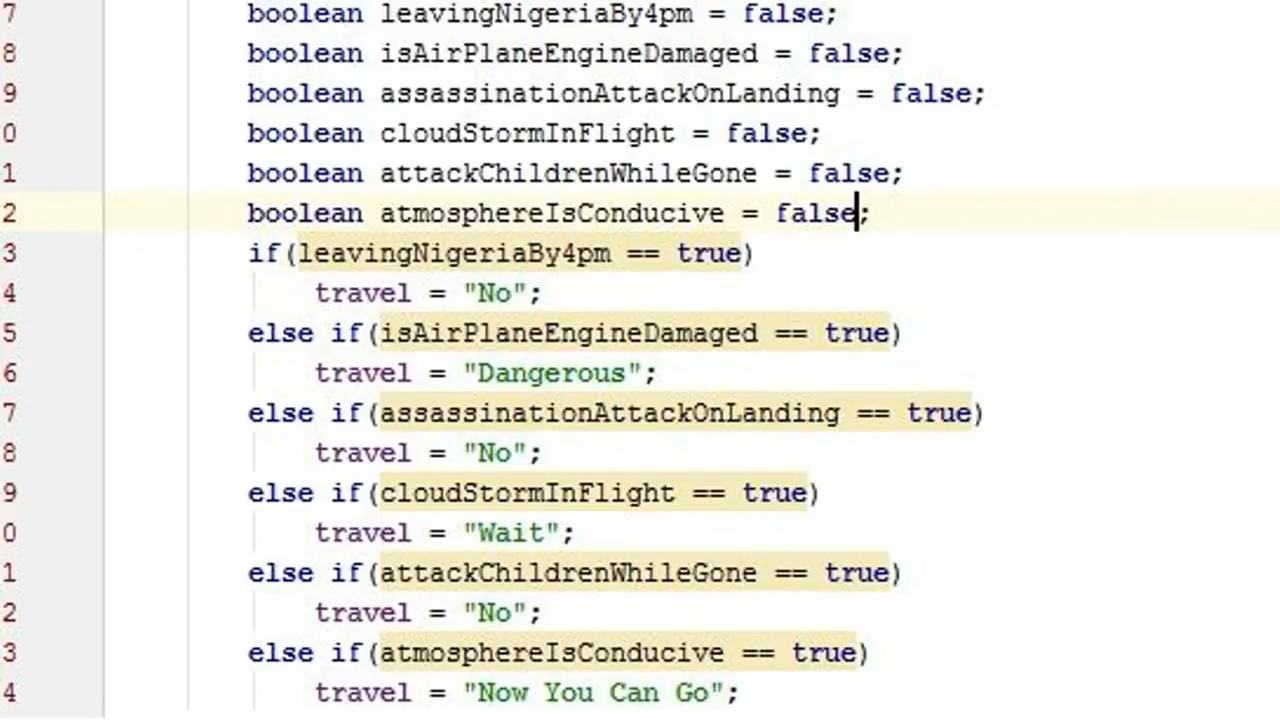 7 boolean leavingNigeriaBy4pm = false;
8 boolean isAirPlaneEngineDamaged = false;
9 boolean assassinationAttackOnLanding = false;
0 boolean cloudStormInFlight = false;
1 boolean attackChildrenWhileGone = false;
2 boolean atmosphereIsConducive = false;
3 if(leavingNigeriaBy4pm == true)
4 travel = "No";
5 else if(isAirPlaneEngineDamaged == true)
6 travel = "Dangerous";
7 else if(assassinationAttackOnLanding == true)
8 travel = "No";
9 else if(cloudStormInFlight == true)
0 travel = "Wait";
1 else if(attackChildrenWhileGone == true)
2 travel = "No";
3 else if(atmosphereIsConducive == true)
4 travel = "Now You Can Go";